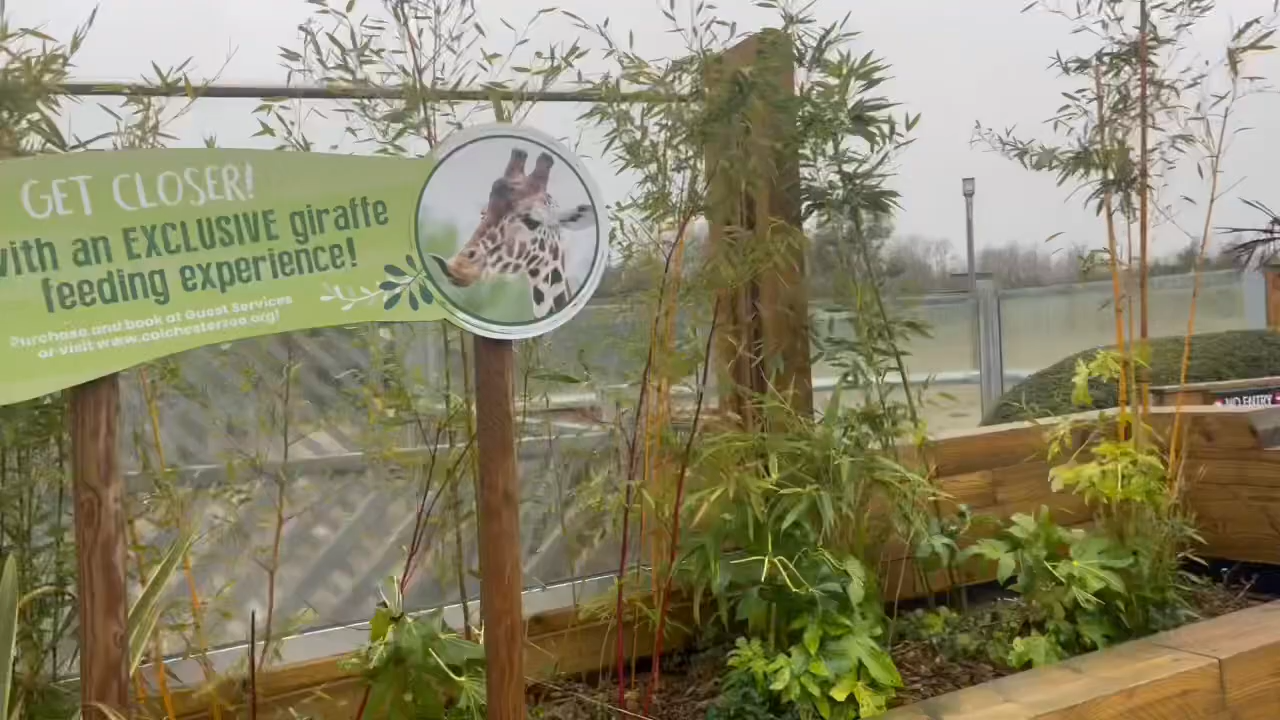 GET CLOSER!
with an EXCLUSIVE giraffe
feeding experience!
Purchase and book at Guest Services
or visit www.colchesterzoo.org!
NO ENTRY